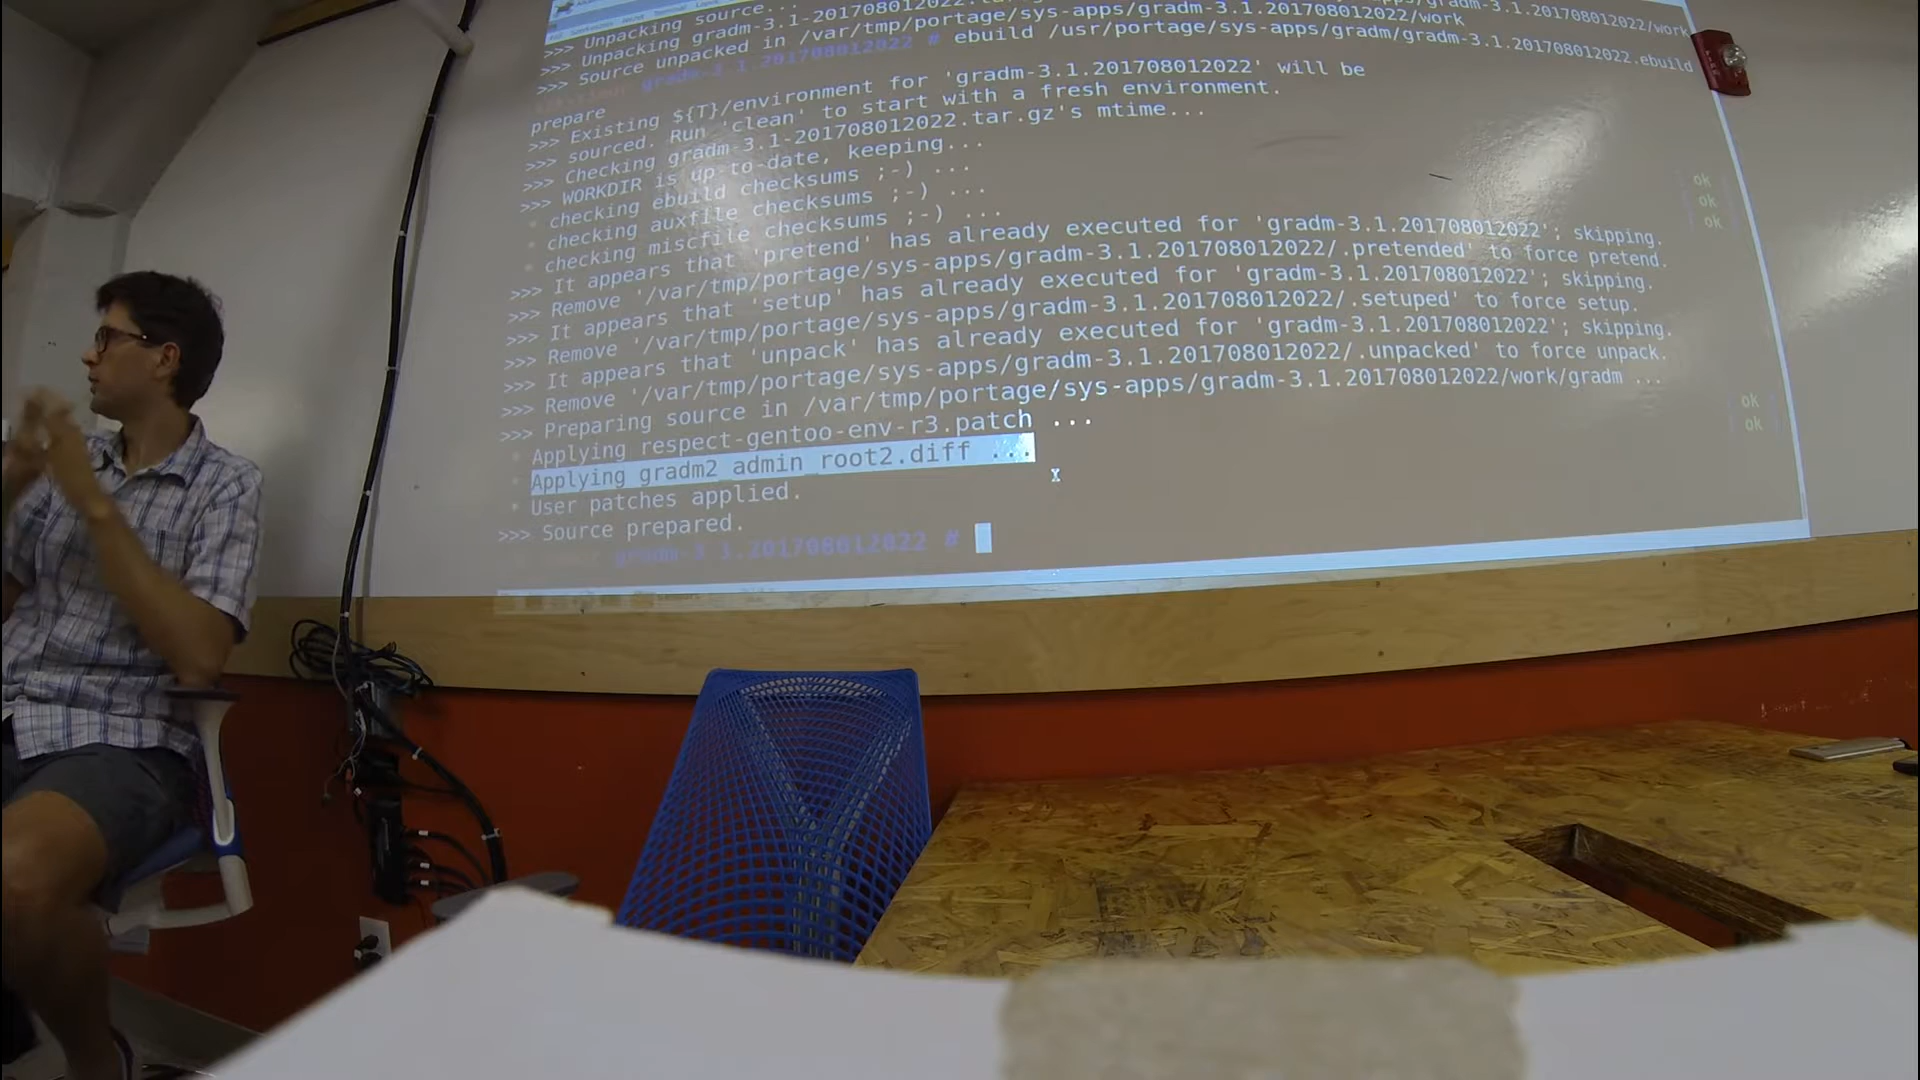 >>> Unpacking source...
>>> Unpacking gradm-3.1-201708012022.tar
>>> Source unpacked in /var/tmp/portage/sys-apps/gradm-3.1.201708012022/work
gradm-3.1.201708012022 # ebuild /usr/portage/sys-apps/gradm/gradm-3.1.201708012022.ebuild
prepare
>>> Existing ${T}/environment for 'gradm-3.1.201708012022' will be
>>> sourced. Run 'clean' to start with a fresh environment.
>>> Checking gradm-3.1-201708012022.tar.gz's mtime...
>>> WORKDIR is up-to-date, keeping...
* checking ebuild checksums ;-) ... ok
* checking auxfile checksums ;-) ... ok
* checking miscfile checksums ;-) ... ok
>>> It appears that 'pretend' has already executed for 'gradm-3.1.201708012022'; skipping.
>>> Remove '/var/tmp/portage/sys-apps/gradm-3.1.201708012022/.pretended' to force pretend.
>>> It appears that 'setup' has already executed for 'gradm-3.1.201708012022'; skipping.
>>> Remove '/var/tmp/portage/sys-apps/gradm-3.1.201708012022/.setuped' to force setup.
>>> It appears that 'unpack' has already executed for 'gradm-3.1.201708012022'; skipping.
>>> Remove '/var/tmp/portage/sys-apps/gradm-3.1.201708012022/.unpacked' to force unpack.
>>> Preparing source in /var/tmp/portage/sys-apps/gradm-3.1.201708012022/work/gradm ...
* Applying respect-gentoo-env-r3.patch ... ok
* Applying gradm2_admin_root2.diff ... ok
* User patches applied.
>>> Source prepared.
gradm-3.1.201708012022 #